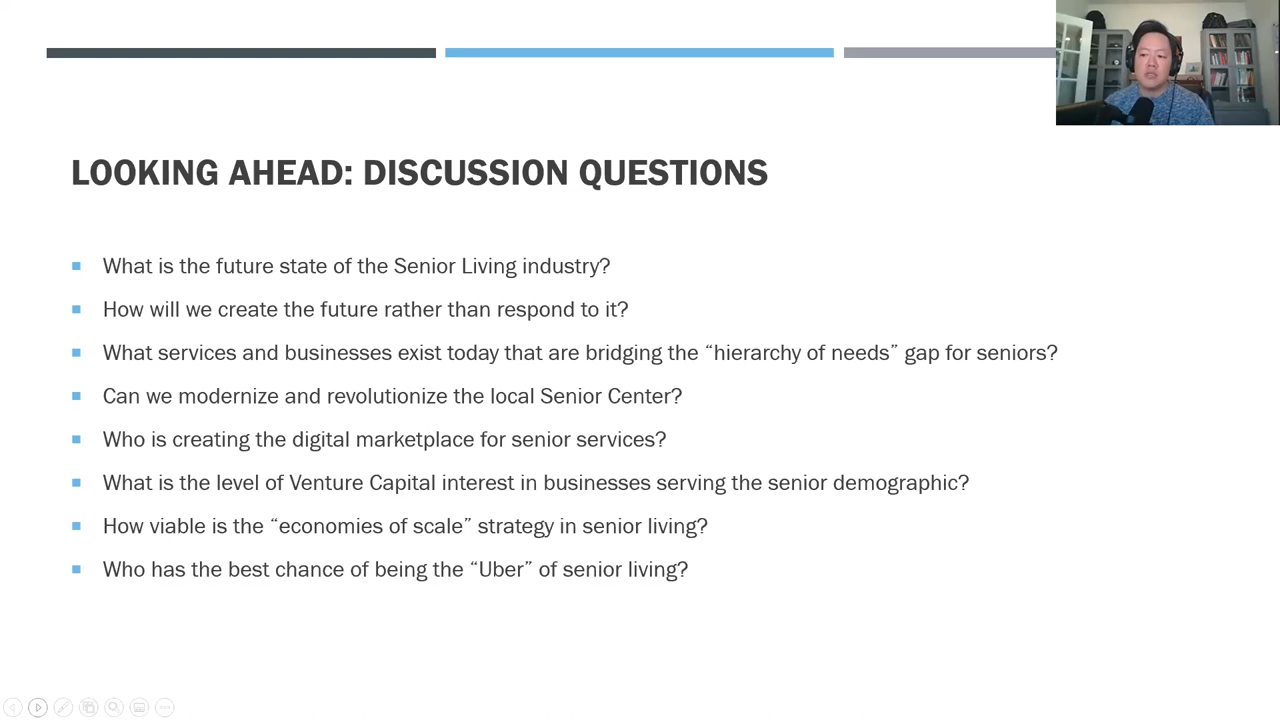 LOOKING AHEAD: DISCUSSION QUESTIONS
What is the future state of the Senior Living industry?
How will we create the future rather than respond to it?
What services and businesses exist today that are bridging the “hierarchy of needs” gap for seniors?
Can we modernize and revolutionize the local Senior Center?
Who is creating the digital marketplace for senior services?
What is the level of Venture Capital interest in businesses serving the senior demographic?
How viable is the “economies of scale” strategy in senior living?
Who has the best chance of being the “Uber” of senior living?